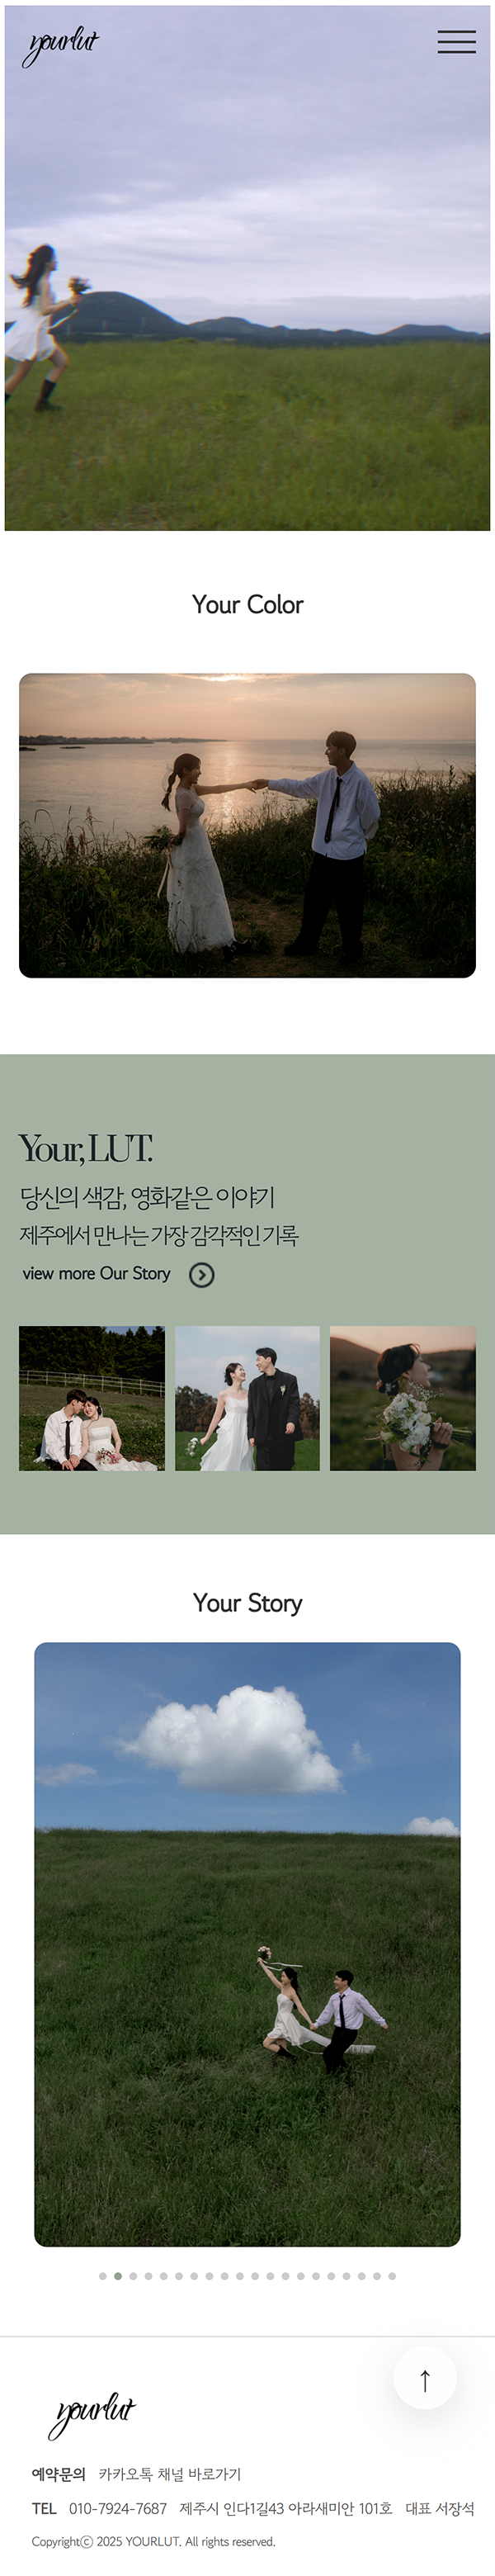 yourlut
Your Color
Your, LUT.
당신의 색감, 영화같은 이야기
제주에서 만나는 가장 감각적인 기록
view more Our Story
Your Story
↑
yourlut
예약문의 카카오톡 채널 바로가기
TEL 010-7924-7687 제주시 인다1길43 아라새미안 101호 대표 서장석
Copyrightⓒ 2025 YOURLUT. All rights reserved.